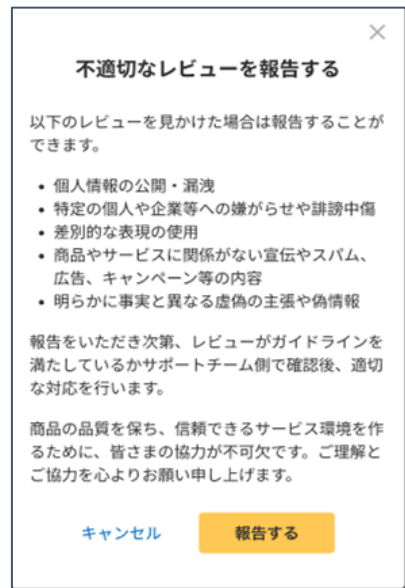 不適切なレビューを報告する
以下のレビューを見かけた場合は報告することが
できます。
• 個人情報の公開・漏洩
• 特定の個人や企業等への嫌がらせや誹謗中傷
• 差別的な表現の使用
• 商品やサービスに関係がない宣伝やスパム、
広告、キャンペーン等の内容
• 明らかに事実と異なる虚偽の主張や偽情報
報告をいただき次第、レビューがガイドラインを
満たしているかサポートチーム側で確認後、適切
な対応を行います。
商品の品質を保ち、信頼できるサービス環境を作
るために、皆さまの協力が不可欠です。ご理解と
ご協力を心よりお願い申し上げます。
キャンセル 報告する